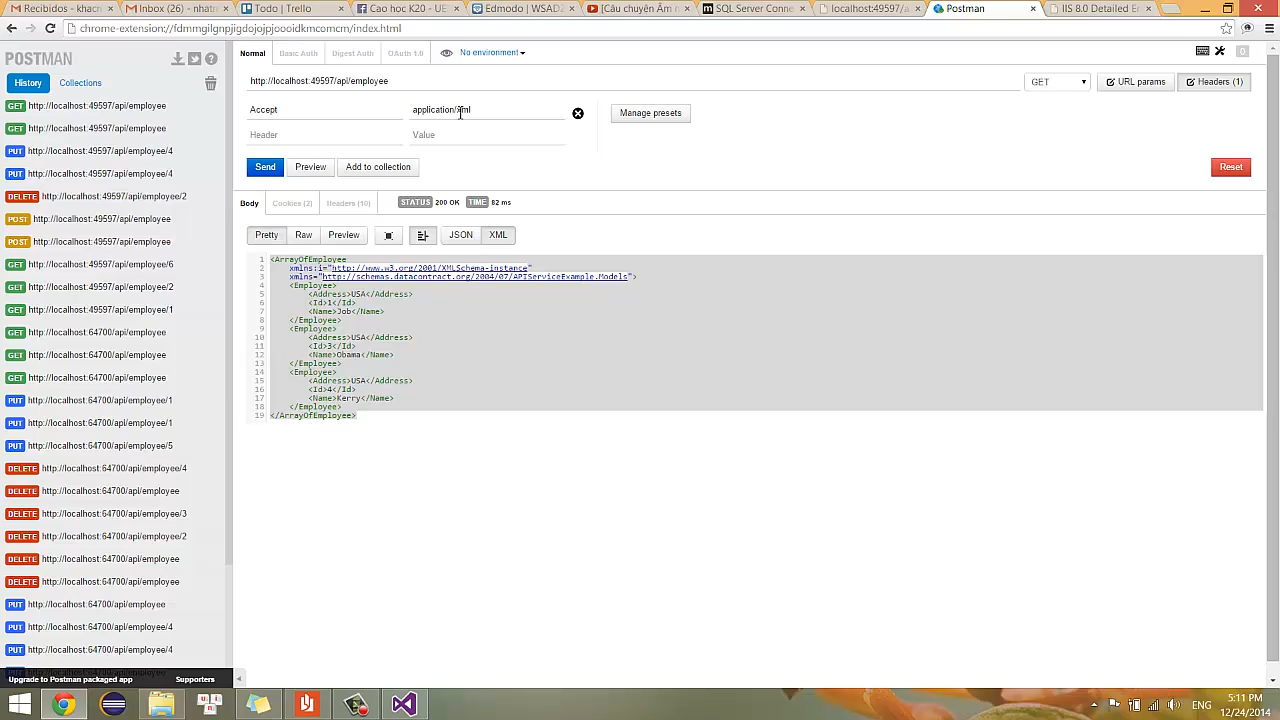 Recibidos - khacn
Inbox (26) - nhatm
Todo | Trello
Cao hoc K20 - UE
Edmodo | WSAD2
[Câu chuyện Âm n
SQL Server Conne
localhost:49597/a
Postman
IIS 8.0 Detailed Er
chrome-extension://fdmmgilgnpjigdojojpjoooidkmcomcm/index.html
POSTMAN
Normal
Basic Auth
Digest Auth
OAuth 1.0
No environment
0
History
Collections
http://localhost:49597/api/employee
GET
URL params
Headers (1)
Accept
application/xml
Manage presets
Header
Value
Send
Preview
Add to collection
Reset
Body
Cookies (2)
Headers (10)
STATUS 200 OK
TIME 82 ms
Pretty
Raw
Preview
JSON
XML
1 <ArrayOfEmployee
2 xmlns:i="http://www.w3.org/2001/XMLSchema-instance"
3 xmlns="http://schemas.datacontract.org/2004/07/APIServiceExample.Models">
4 <Employee>
5 <Address>USA</Address>
6 <Id>1</Id>
7 <Name>Job</Name>
8 </Employee>
9 <Employee>
10 <Address>USA</Address>
11 <Id>3</Id>
12 <Name>Obama</Name>
13 </Employee>
14 <Employee>
15 <Address>USA</Address>
16 <Id>4</Id>
17 <Name>Kerry</Name>
18 </Employee>
19 </ArrayOfEmployee>
GET http://localhost:49597/api/employee
GET http://localhost:49597/api/employee
PUT http://localhost:49597/api/employee/4
PUT http://localhost:49597/api/employee/4
DELETE http://localhost:49597/api/employee/2
POST http://localhost:49597/api/employee
POST http://localhost:49597/api/employee
GET http://localhost:49597/api/employee/6
GET http://localhost:49597/api/employee/2
GET http://localhost:49597/api/employee/1
GET http://localhost:64700/api/employee
GET http://localhost:64700/api/employee
GET http://localhost:64700/api/employee
PUT http://localhost:64700/api/employee/1
PUT http://localhost:64700/api/employee/1
PUT http://localhost:64700/api/employee/5
DELETE http://localhost:64700/api/employee/4
DELETE http://localhost:64700/api/employee
DELETE http://localhost:64700/api/employee/3
DELETE http://localhost:64700/api/employee/2
DELETE http://localhost:64700/api/employee
DELETE http://localhost:64700/api/employee
PUT http://localhost:64700/api/employee
PUT http://localhost:64700/api/employee/4
PUT http://localhost:64700/api/employee/4
Upgrade to Postman packaged app
Supporters
ENG
5:11 PM
12/24/2014